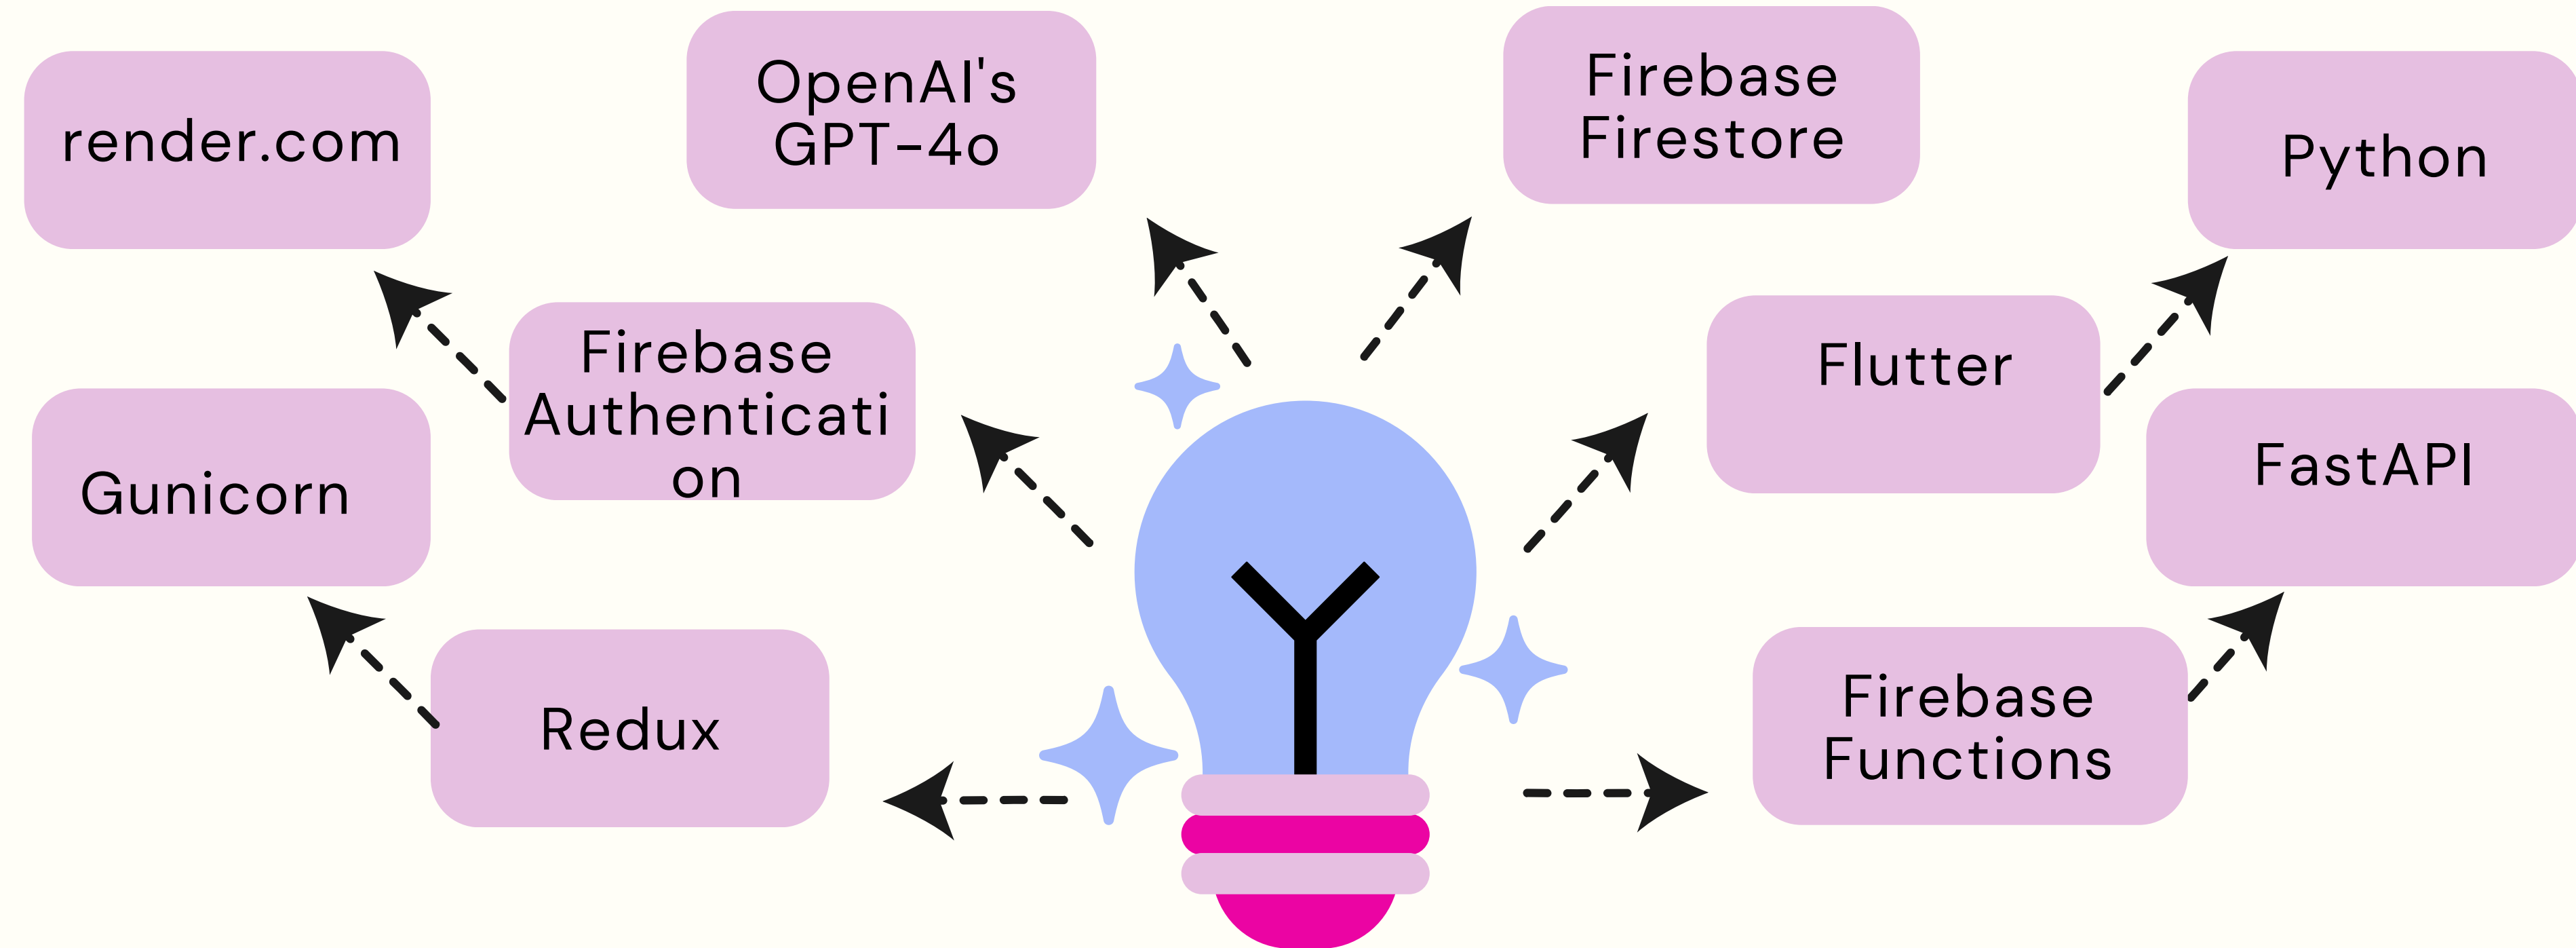 render.com
OpenAI's
GPT-4o
Firebase
Firestore
Python
Firebase
Authenticati
on
Flutter
Gunicorn
FastAPI
Redux
Firebase
Functions